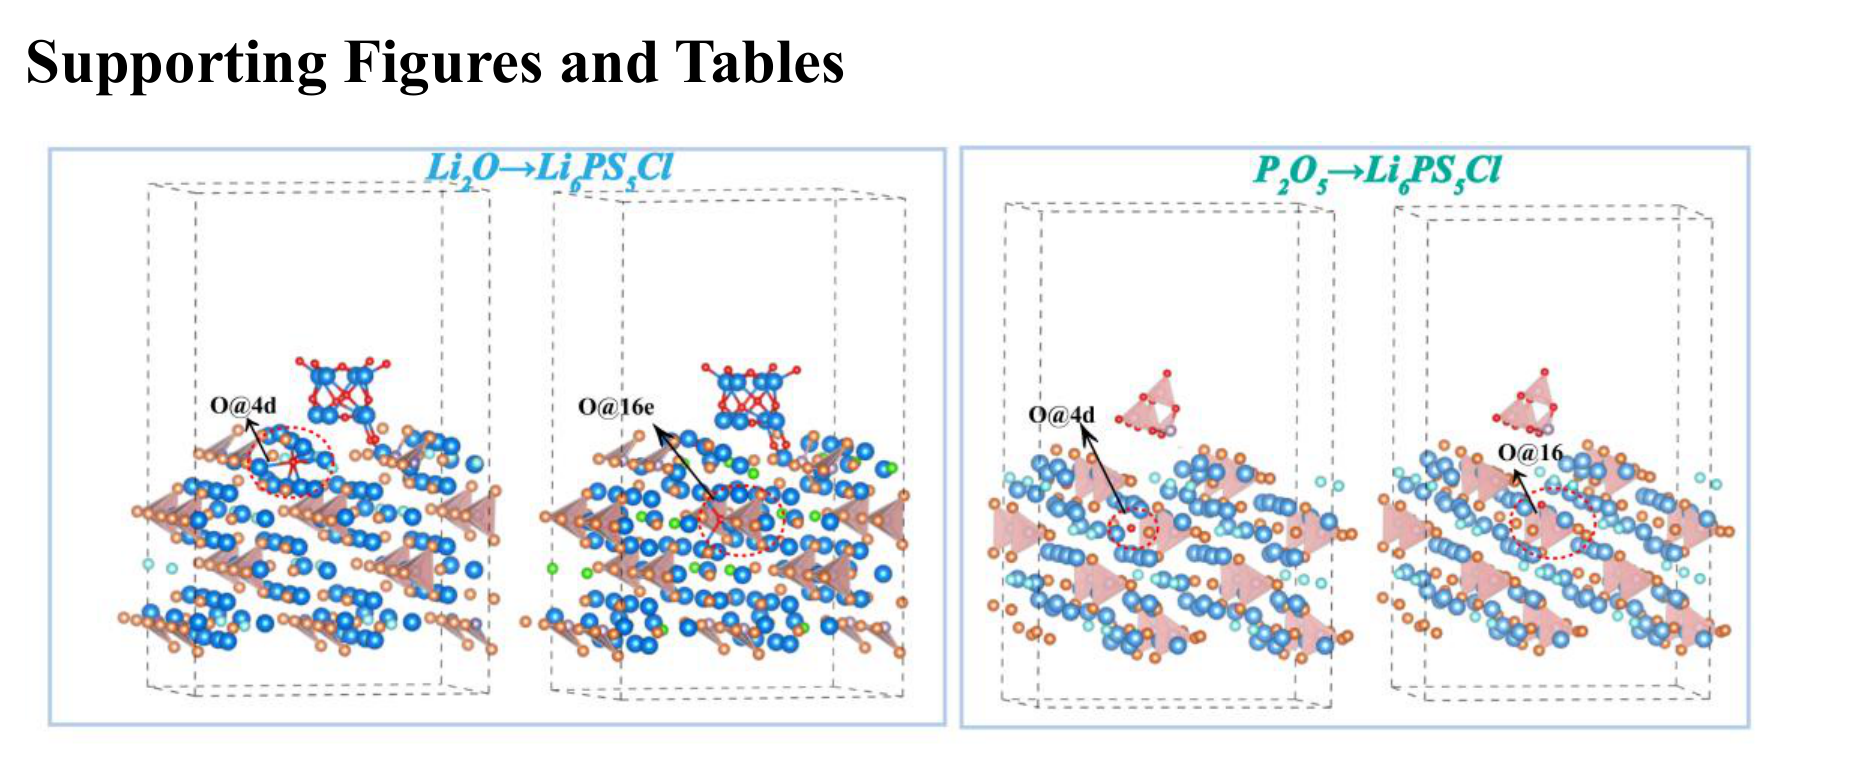 Supporting Figures and Tables
Li₂O→Li₆PS₅Cl
P₂O₅→Li₆PS₅Cl
O@4d
O@16e
O@4d
O@16